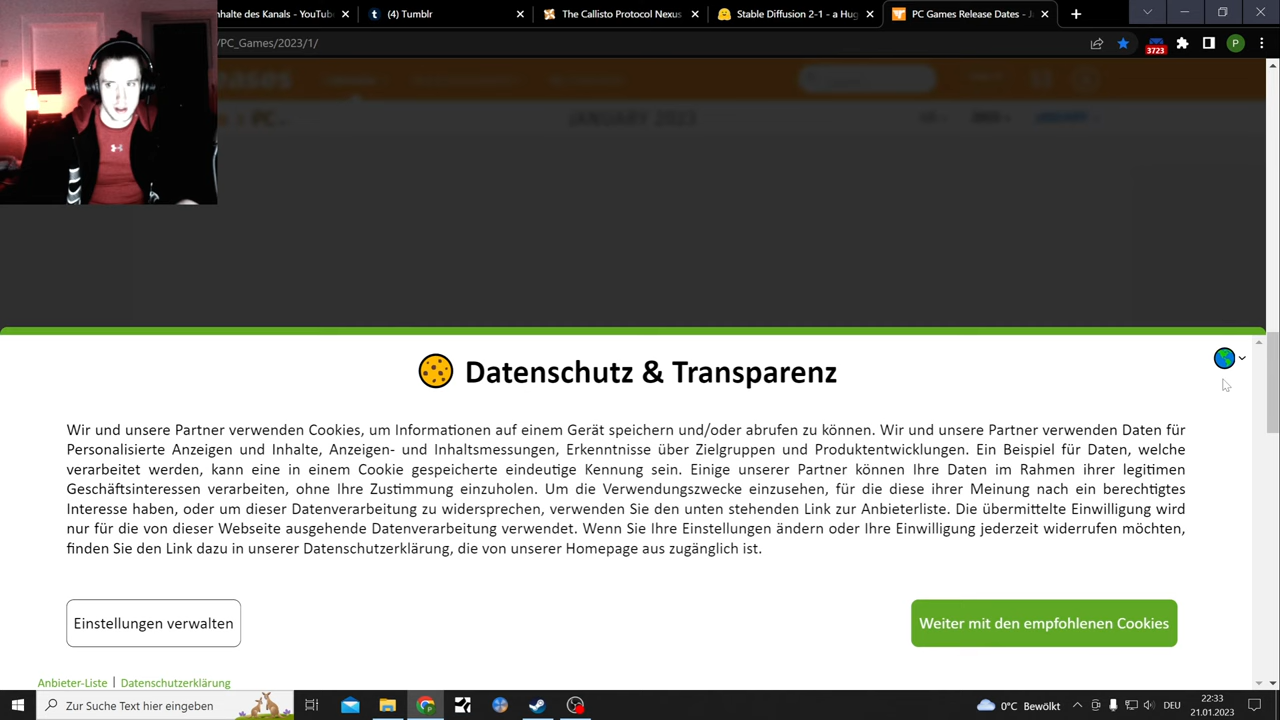 nhalte des Kanals - YouTub
(4) Tumblr
The Callisto Protocol Nexus
Stable Diffusion 2-1 - a Hug
PC Games Release Dates - J
/PC_Games/2023/1/
3723
P
PC
JANUARY 2023
Datenschutz & Transparenz
Wir und unsere Partner verwenden Cookies, um Informationen auf einem Gerät speichern und/oder abrufen zu können. Wir und unsere Partner verwenden Daten für
Personalisierte Anzeigen und Inhalte, Anzeigen- und Inhaltsmessungen, Erkenntnisse über Zielgruppen und Produktentwicklungen. Ein Beispiel für Daten, welche
verarbeitet werden, kann eine in einem Cookie gespeicherte eindeutige Kennung sein. Einige unserer Partner können Ihre Daten im Rahmen ihrer legitimen
Geschäftsinteressen verarbeiten, ohne Ihre Zustimmung einzuholen. Um die Verwendungszwecke einzusehen, für die diese ihrer Meinung nach ein berechtigtes
Interesse haben, oder um dieser Datenverarbeitung zu widersprechen, verwenden Sie den unten stehenden Link zur Anbieterliste. Die übermittelte Einwilligung wird
nur für die von dieser Webseite ausgehende Datenverarbeitung verwendet. Wenn Sie Ihre Einstellungen ändern oder Ihre Einwilligung jederzeit widerrufen möchten,
finden Sie den Link dazu in unserer Datenschutzerklärung, die von unserer Homepage aus zugänglich ist.
Einstellungen verwalten
Weiter mit den empfohlenen Cookies
Anbieter-Liste | Datenschutzerklärung
Zur Suche Text hier eingeben
0°C Bewölkt
DEU
22:33
21.01.2023